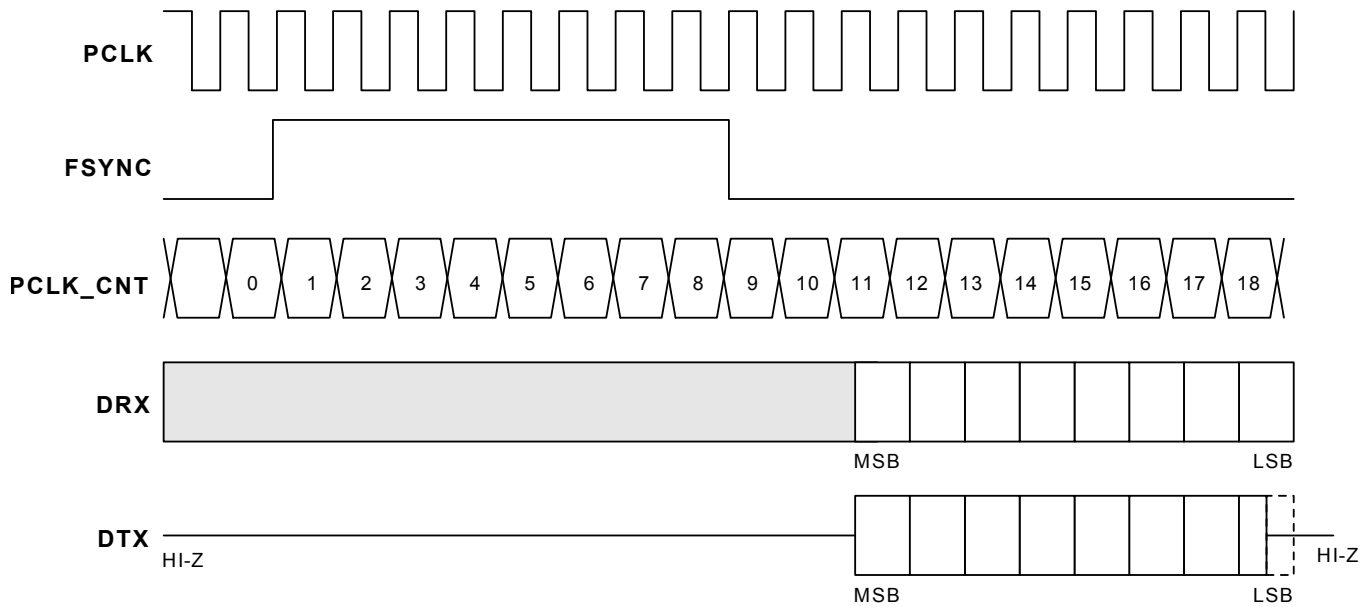 PCLK
FSYNC
PCLK_CNT 0 1 2 3 4 5 6 7 8 9 10 11 12 13 14 15 16 17 18
DRX
MSB LSB
DTX
HI-Z HI-Z
MSB LSB